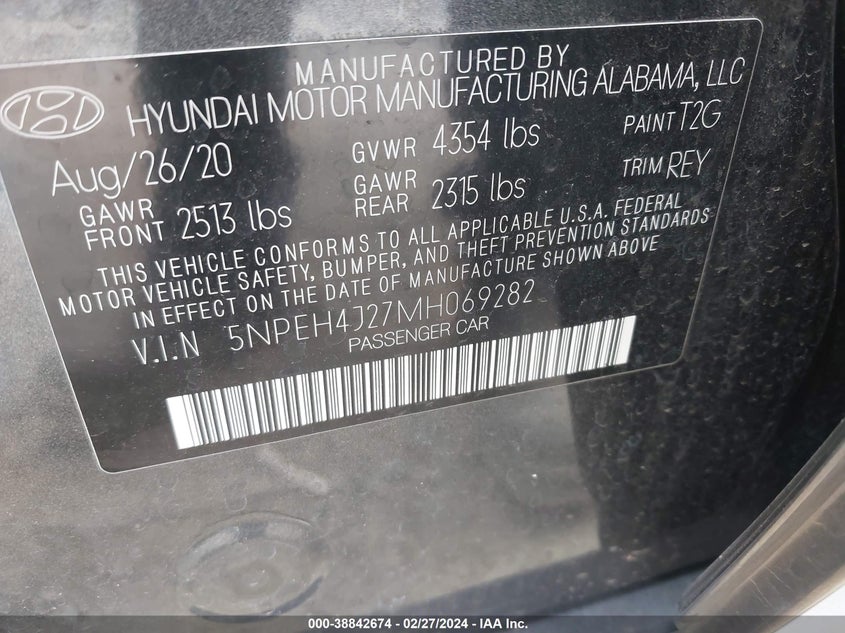 MANUFACTURED BY
HYUNDAI MOTOR MANUFACTURING ALABAMA, LLC
Aug/26/20 GVWR 4354 lbs PAINT T2G
GAWR FRONT 2513 lbs GAWR REAR 2315 lbs TRIM REY
THIS VEHICLE CONFORMS TO ALL APPLICABLE U.S.A. FEDERAL
MOTOR VEHICLE SAFETY, BUMPER, AND THEFT PREVENTION STANDARDS
IN EFFECT ON THE DATE OF MANUFACTURE SHOWN ABOVE
V.I.N 5NPEH4J27MH069282
PASSENGER CAR
000-38842674 / 02/27/2024 - IAA Inc.